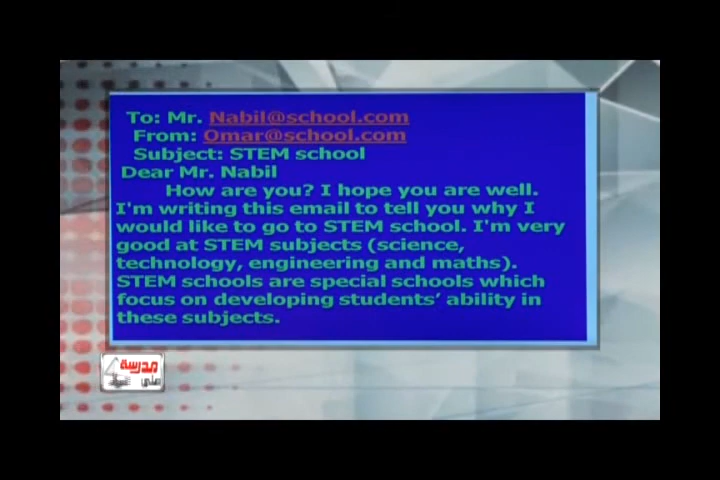 To: Mr. Nabil@school.com
From: Omar@school.com
Subject: STEM school
Dear Mr. Nabil
How are you? I hope you are well.
I'm writing this email to tell you why I
would like to go to STEM school. I'm very
good at STEM subjects (science,
technology, engineering and maths).
STEM schools are special schools which
focus on developing students' ability in
these subjects.
مدرسة
على